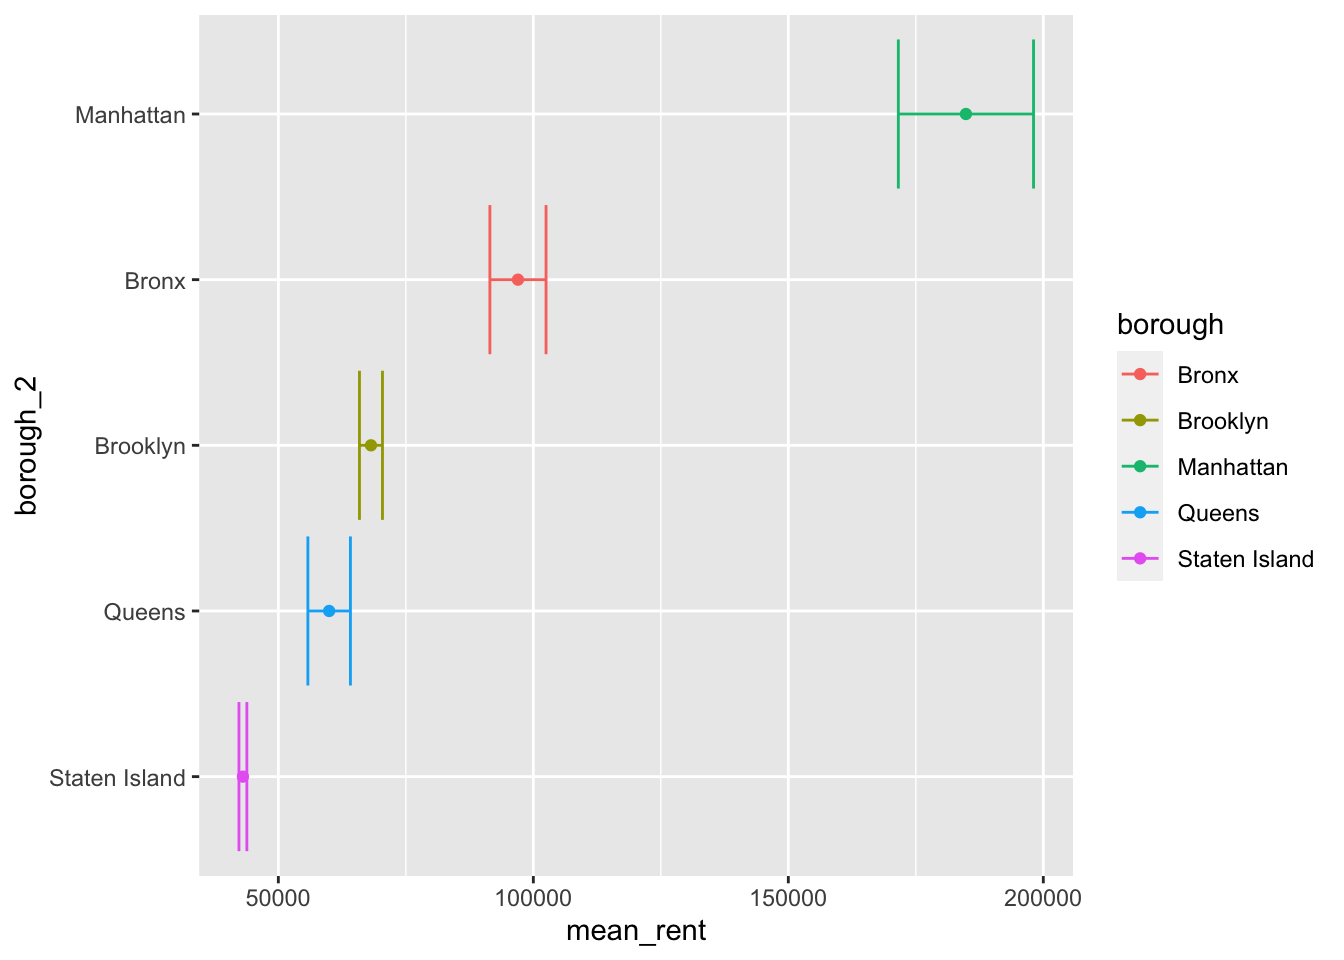 Manhattan
Bronx
Brooklyn
Queens
Staten Island
borough_2
50000
100000
150000
200000
mean_rent
borough
Bronx
Brooklyn
Manhattan
Queens
Staten Island